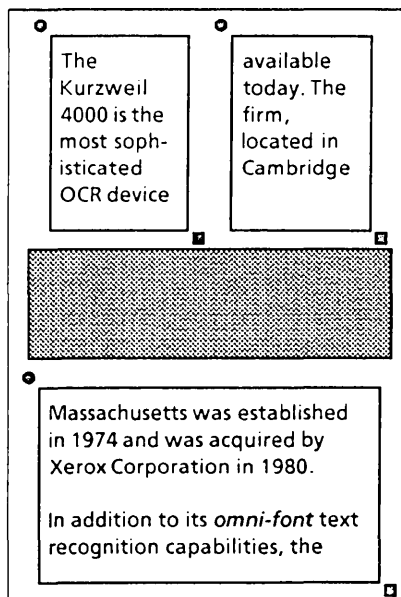 The
Kurzweil
4000 is the
most soph-
isticated
OCR device
available
today. The
firm,
located in
Cambridge
Massachusetts was established
in 1974 and was acquired by
Xerox Corporation in 1980.
In addition to its omni-font text
recognition capabilities, the